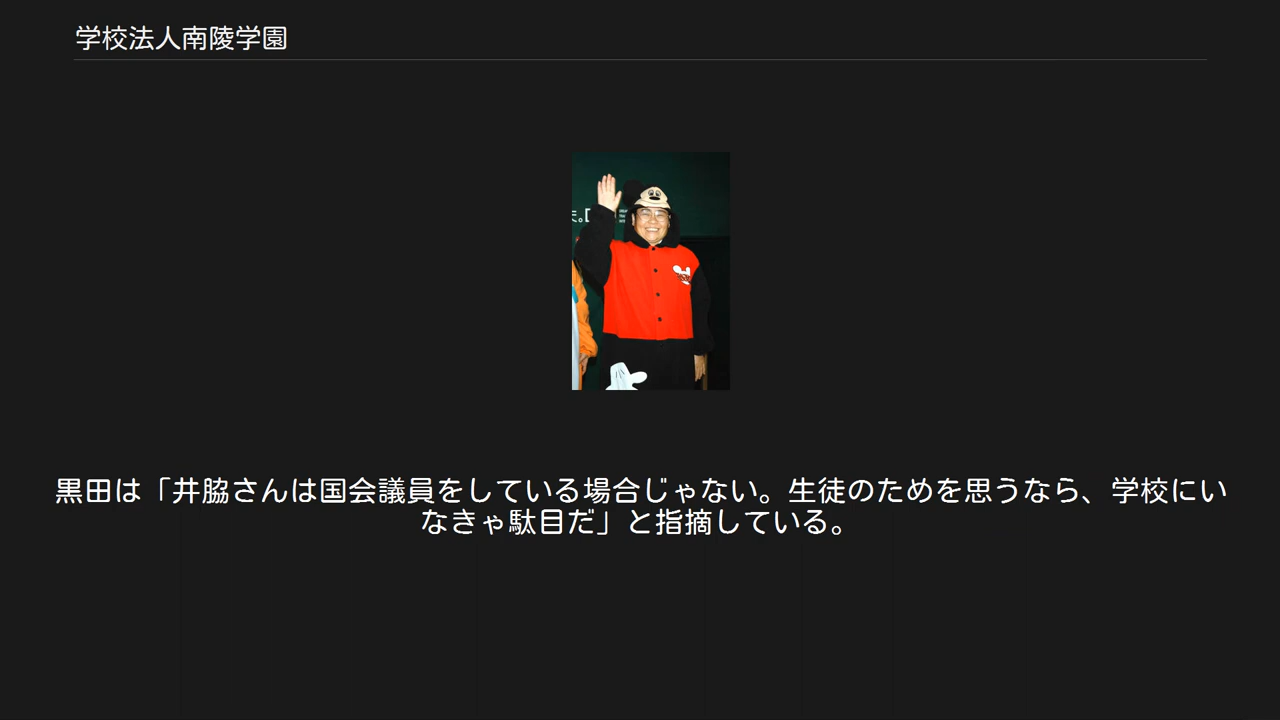 学校法人南陵学園
黒田は「井脇さんは国会議員をしている場合じゃない。生徒のためを思うなら、学校にい
なきゃ駄目だ」と指摘している。